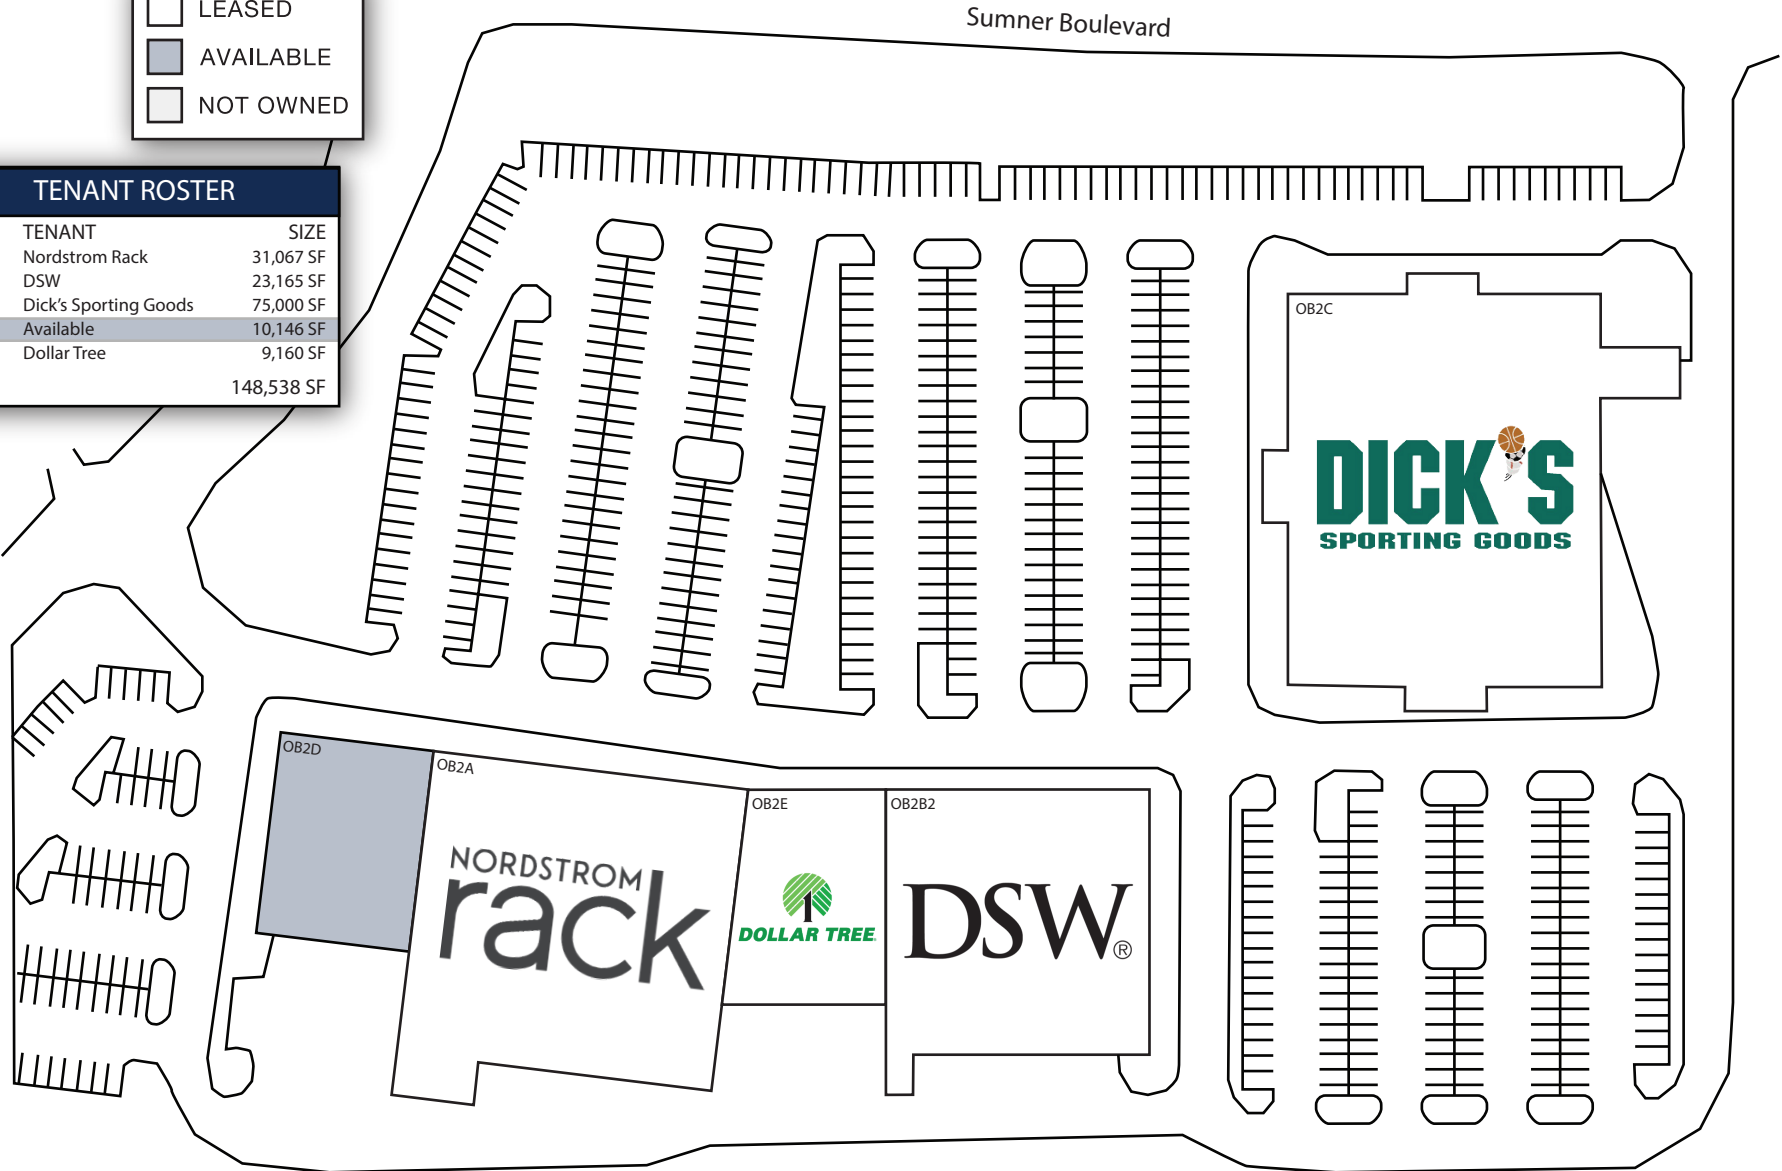 LEASED
AVAILABLE
NOT OWNED
Sumner Boulevard
TENANT ROSTER
TENANT SIZE
Nordstrom Rack 31,067 SF
DSW 23,165 SF
Dick's Sporting Goods 75,000 SF
Available 10,146 SF
Dollar Tree 9,160 SF
148,538 SF
OB2C
DICK'S
SPORTING GOODS
OB2D
OB2A
NORDSTROM
rack
OB2E
DOLLAR TREE
OB2B2
DSW®